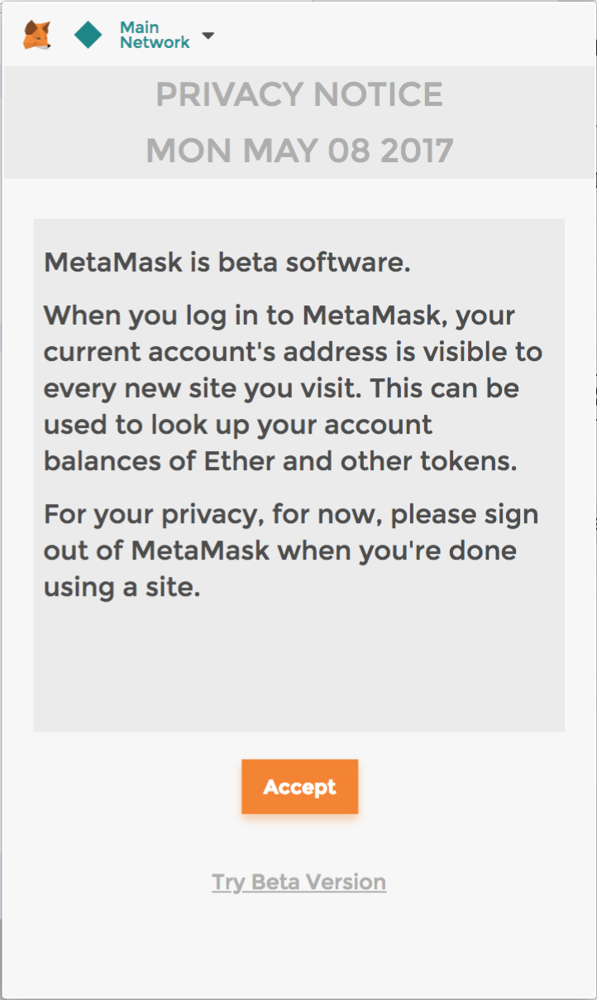 Main
Network
PRIVACY NOTICE
MON MAY 08 2017
MetaMask is beta software.
When you log in to MetaMask, your
current account's address is visible to
every new site you visit. This can be
used to look up your account
balances of Ether and other tokens.
For your privacy, for now, please sign
out of MetaMask when you're done
using a site.
Accept
Try Beta Version